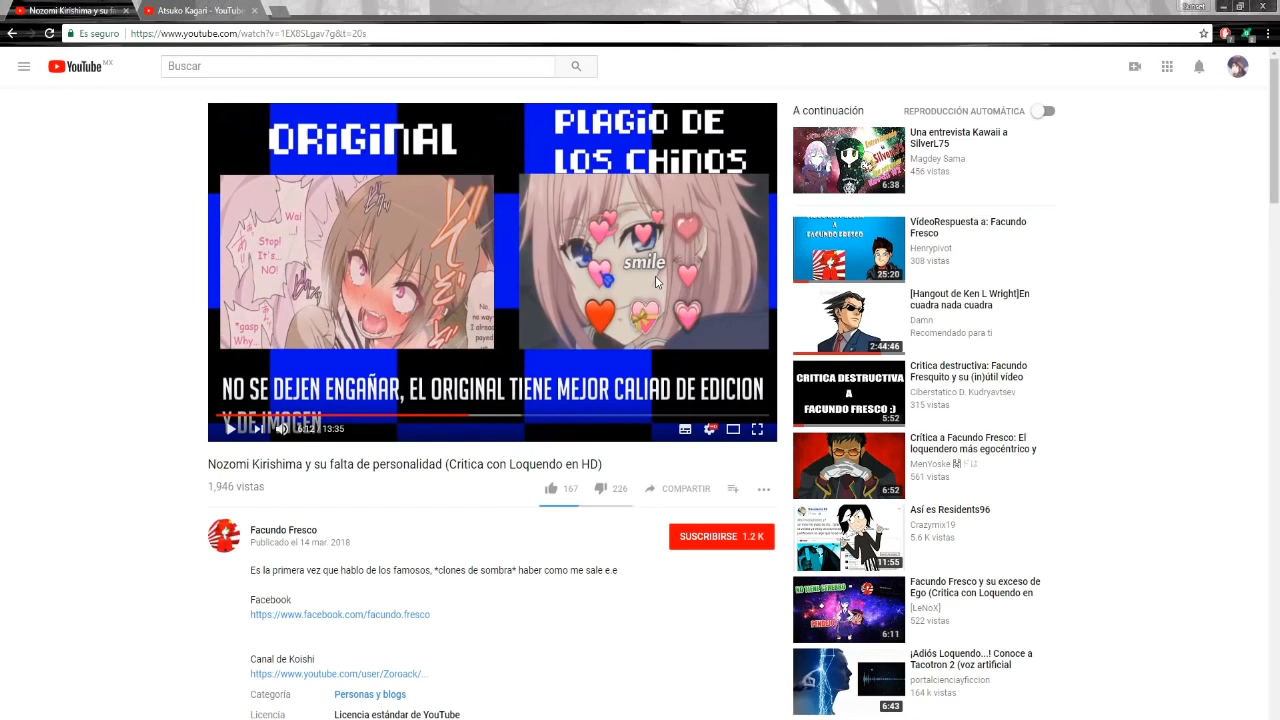 Nozomi Kirishima y su f
Atsuko Kagari - YouTub
Es seguro
https://www.youtube.com/watch?v=1EX8SLgav7g&t=20s
YouTube MX
Buscar
ORIGINAL
PLAGIO DE
LOS CHINOS
Wai
Stop!
It's...
NO!
*gasp
Why...
No,
no way
I alread
payed
smile
NO SE DEJEN ENGAÑAR, EL ORIGINAL TIENE MEJOR CALIAD DE EDICION
Y DE IMAGEN
6:12 / 13:35
Nozomi Kirishima y su falta de personalidad (Critica con Loquendo en HD)
1,946 vistas
167
226
COMPARTIR
Facundo Fresco
Publicado el 14 mar. 2018
SUSCRIBIRSE 1.2 K
Es la primera vez que hablo de los famosos, *clones de sombra* haber como me sale e.e
Facebook
https://www.facebook.com/facundo.fresco
Canal de Koishi
https://www.youtube.com/user/Zoroack/...
Categoría
Personas y blogs
Licencia
Licencia estándar de YouTube
A continuación
REPRODUCCIÓN AUTOMÁTICA
Una entrevista Kawaii a
SilverL75
Magdey Sama
456 vistas
6:38
VídeoRespuesta a: Facundo
Fresco
Henrypivot
308 vistas
A FACUNDO FRESCO
25:20
[Hangout de Ken L Wright]En
cuadra nada cuadra
Damn
Recomendado para ti
2:44:46
Critica destructiva: Facundo
Fresquito y su (in)útil video
Ciberstatico D. Kudryavtsev
315 vistas
CRITICA DESTRUCTIVA
A
FACUNDO FRESCO :)
5:52
Crítica a Facundo Fresco: El
loquendero más egocéntrico y
MenYoske
561 vistas
6:52
Así es Residents96
Crazymix19
5.6 K vistas
11:55
Facundo Fresco y su exceso de
Ego (Critica con Loquendo en
[LeNoX]
522 vistas
6:11
¡Adiós Loquendo...! Conoce a
Tacotron 2 (voz artificial
portalcienciayficcion
164 k vistas
6:43